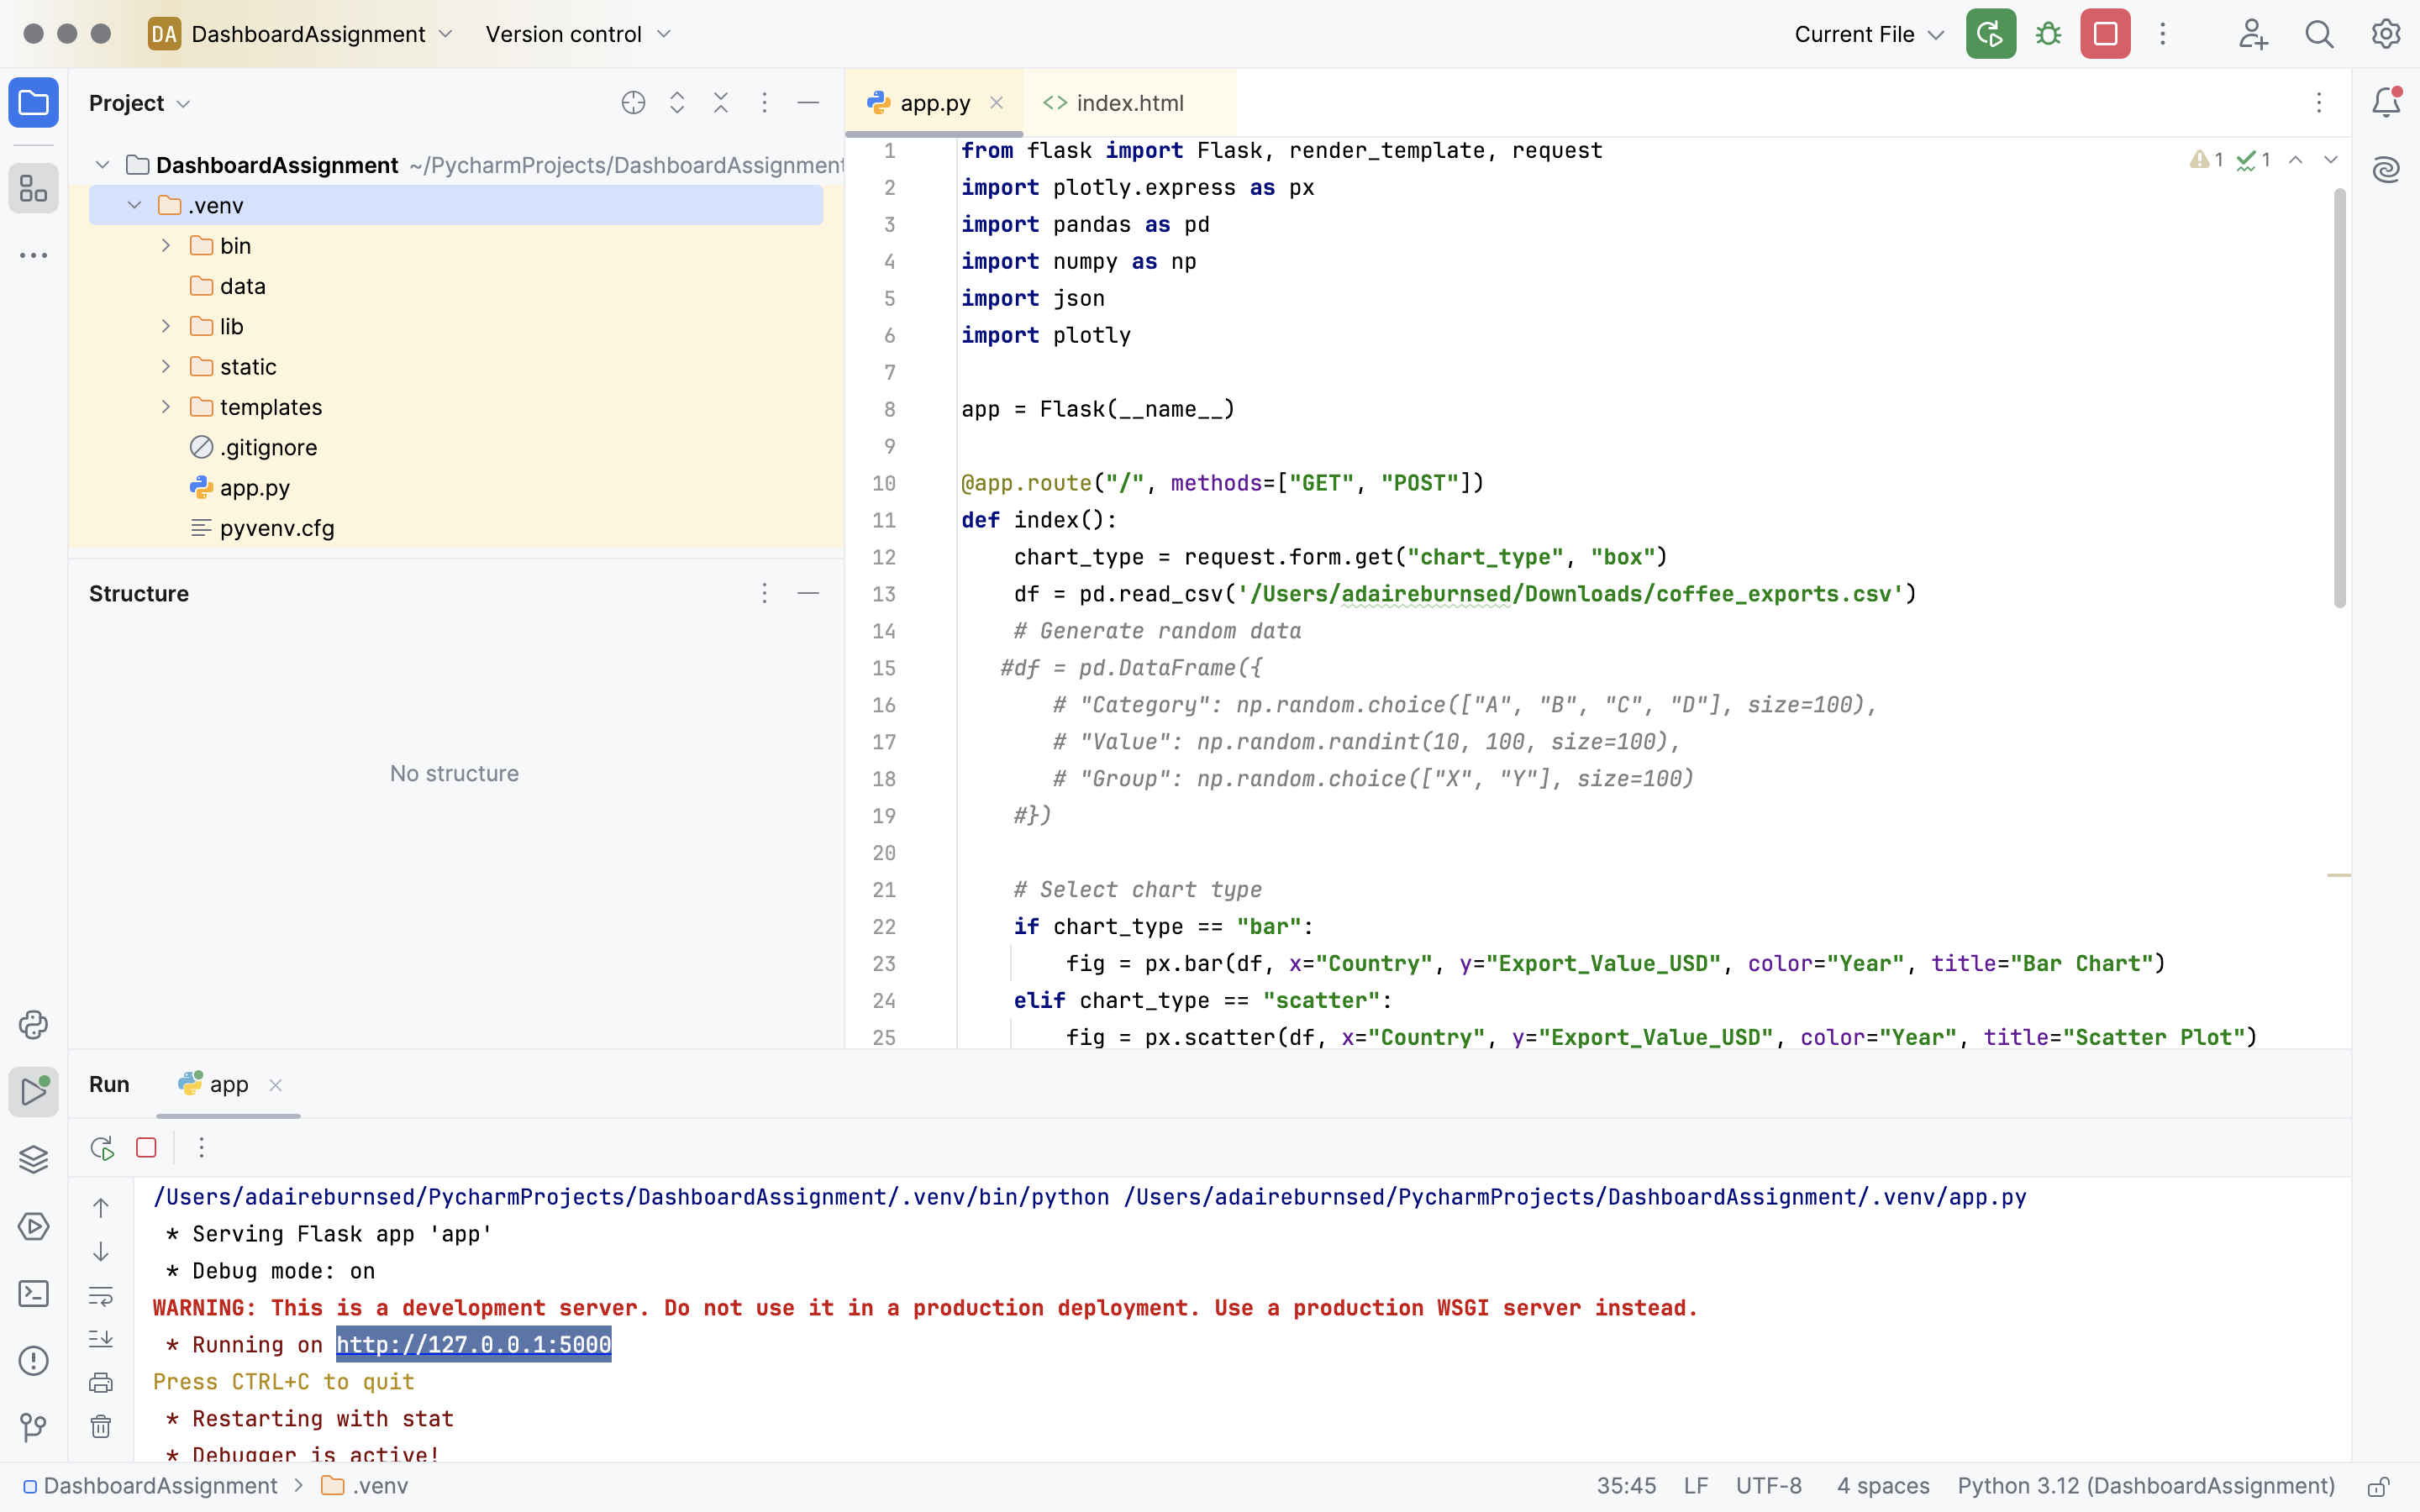 DA DashboardAssignment Version control Current File
Project
DashboardAssignment ~/PycharmProjects/DashboardAssignment
.venv
bin
data
lib
static
templates
.gitignore
app.py
pyvenv.cfg
Structure
No structure
app.py index.html
1 1
1 from flask import Flask, render_template, request
2 import plotly.express as px
3 import pandas as pd
4 import numpy as np
5 import json
6 import plotly
7
8 app = Flask(__name__)
9
10 @app.route("/", methods=["GET", "POST"])
11 def index():
12 chart_type = request.form.get("chart_type", "box")
13 df = pd.read_csv('/Users/adaireburnsed/Downloads/coffee_exports.csv')
14 # Generate random data
15 #df = pd.DataFrame({
16 # "Category": np.random.choice(["A", "B", "C", "D"], size=100),
17 # "Value": np.random.randint(10, 100, size=100),
18 # "Group": np.random.choice(["X", "Y"], size=100)
19 #})
20
21 # Select chart type
22 if chart_type == "bar":
23 fig = px.bar(df, x="Country", y="Export_Value_USD", color="Year", title="Bar Chart")
24 elif chart_type == "scatter":
25 fig = px.scatter(df, x="Country", y="Export_Value_USD", color="Year", title="Scatter Plot")
Run app
/Users/adaireburnsed/PycharmProjects/DashboardAssignment/.venv/bin/python /Users/adaireburnsed/PycharmProjects/DashboardAssignment/.venv/app.py
* Serving Flask app 'app'
* Debug mode: on
WARNING: This is a development server. Do not use it in a production deployment. Use a production WSGI server instead.
* Running on http://127.0.0.1:5000
Press CTRL+C to quit
* Restarting with stat
* Debugger is active!
DashboardAssignment > .venv 35:45 LF UTF-8 4 spaces Python 3.12 (DashboardAssignment)